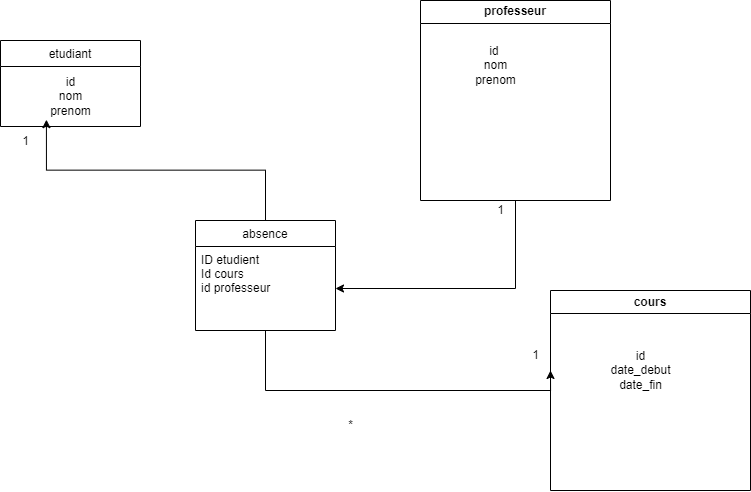 professeur
id
nom
prenom
etudiant
id
nom
prenom
1
1
absence
ID etudient
Id cours
id professeur
cours
id
date_debut
date_fin
1
*